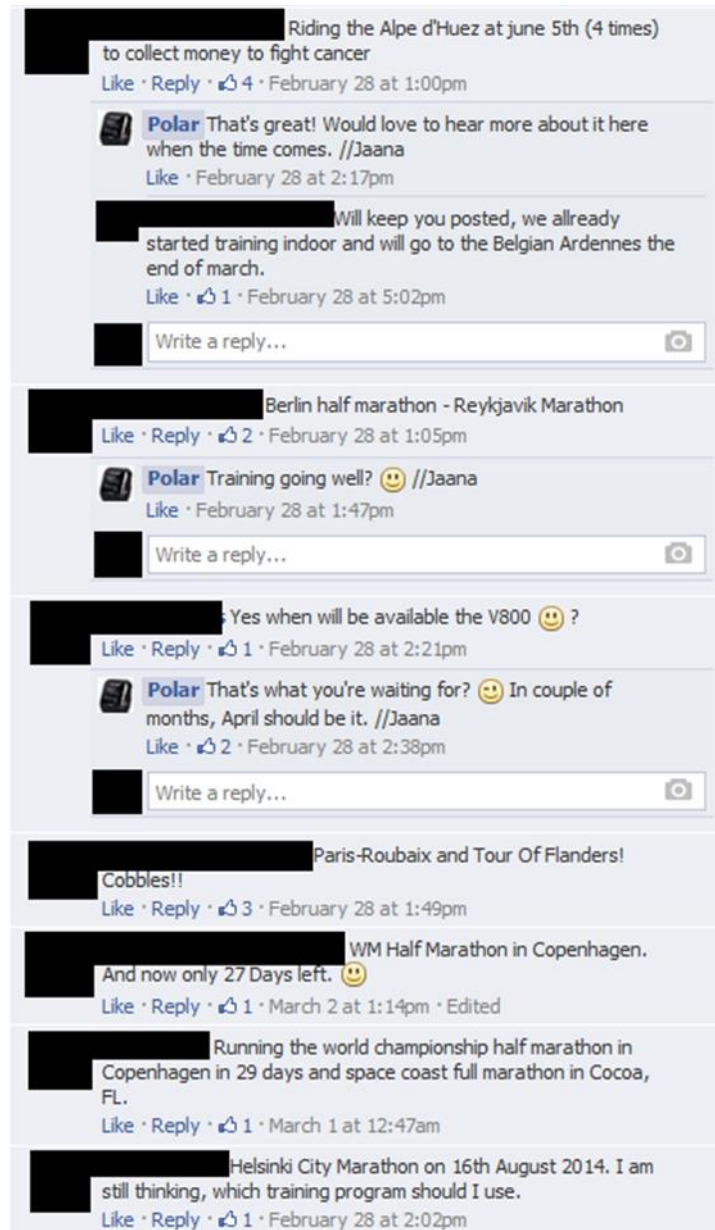 Riding the Alpe d'Huez at june 5th (4 times)
to collect money to fight cancer
Like · Reply · 4 · February 28 at 1:00pm
Polar That's great! Would love to hear more about it here
when the time comes. //Jaana
Like · February 28 at 2:17pm
Will keep you posted, we allready
started training indoor and will go to the Belgian Ardennes the
end of march.
Like · 1 · February 28 at 5:02pm
Write a reply...
Berlin half marathon - Reykjavik Marathon
Like · Reply · 2 · February 28 at 1:05pm
Polar Training going well? //Jaana
Like · February 28 at 1:47pm
Write a reply...
Yes when will be available the V800 ?
Like · Reply · 1 · February 28 at 2:21pm
Polar That's what you're waiting for? In couple of
months, April should be it. //Jaana
Like · 2 · February 28 at 2:38pm
Write a reply...
Paris-Roubaix and Tour Of Flanders!
Cobbles!!
Like · Reply · 3 · February 28 at 1:49pm
WM Half Marathon in Copenhagen.
And now only 27 Days left.
Like · Reply · 1 · March 2 at 1:14pm · Edited
Running the world championship half marathon in
Copenhagen in 29 days and space coast full marathon in Cocoa,
FL.
Like · Reply · 1 · March 1 at 12:47am
Helsinki City Marathon on 16th August 2014. I am
still thinking, which training program should I use.
Like · Reply · 1 · February 28 at 2:02pm